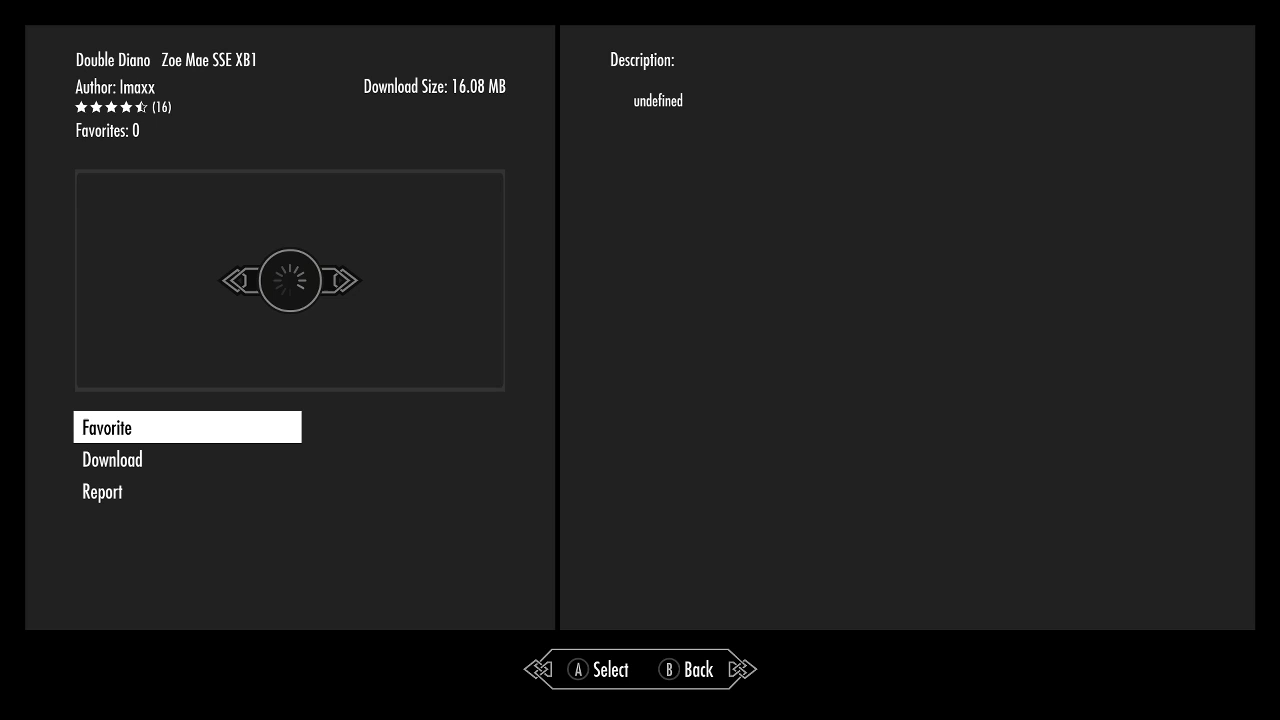 Double Diano Zoe Mae SSE XB1
Author: Imaxx
Download Size: 16.08 MB
(16)
Favorites: 0
Favorite
Download
Report
Description:
undefined
A Select B Back